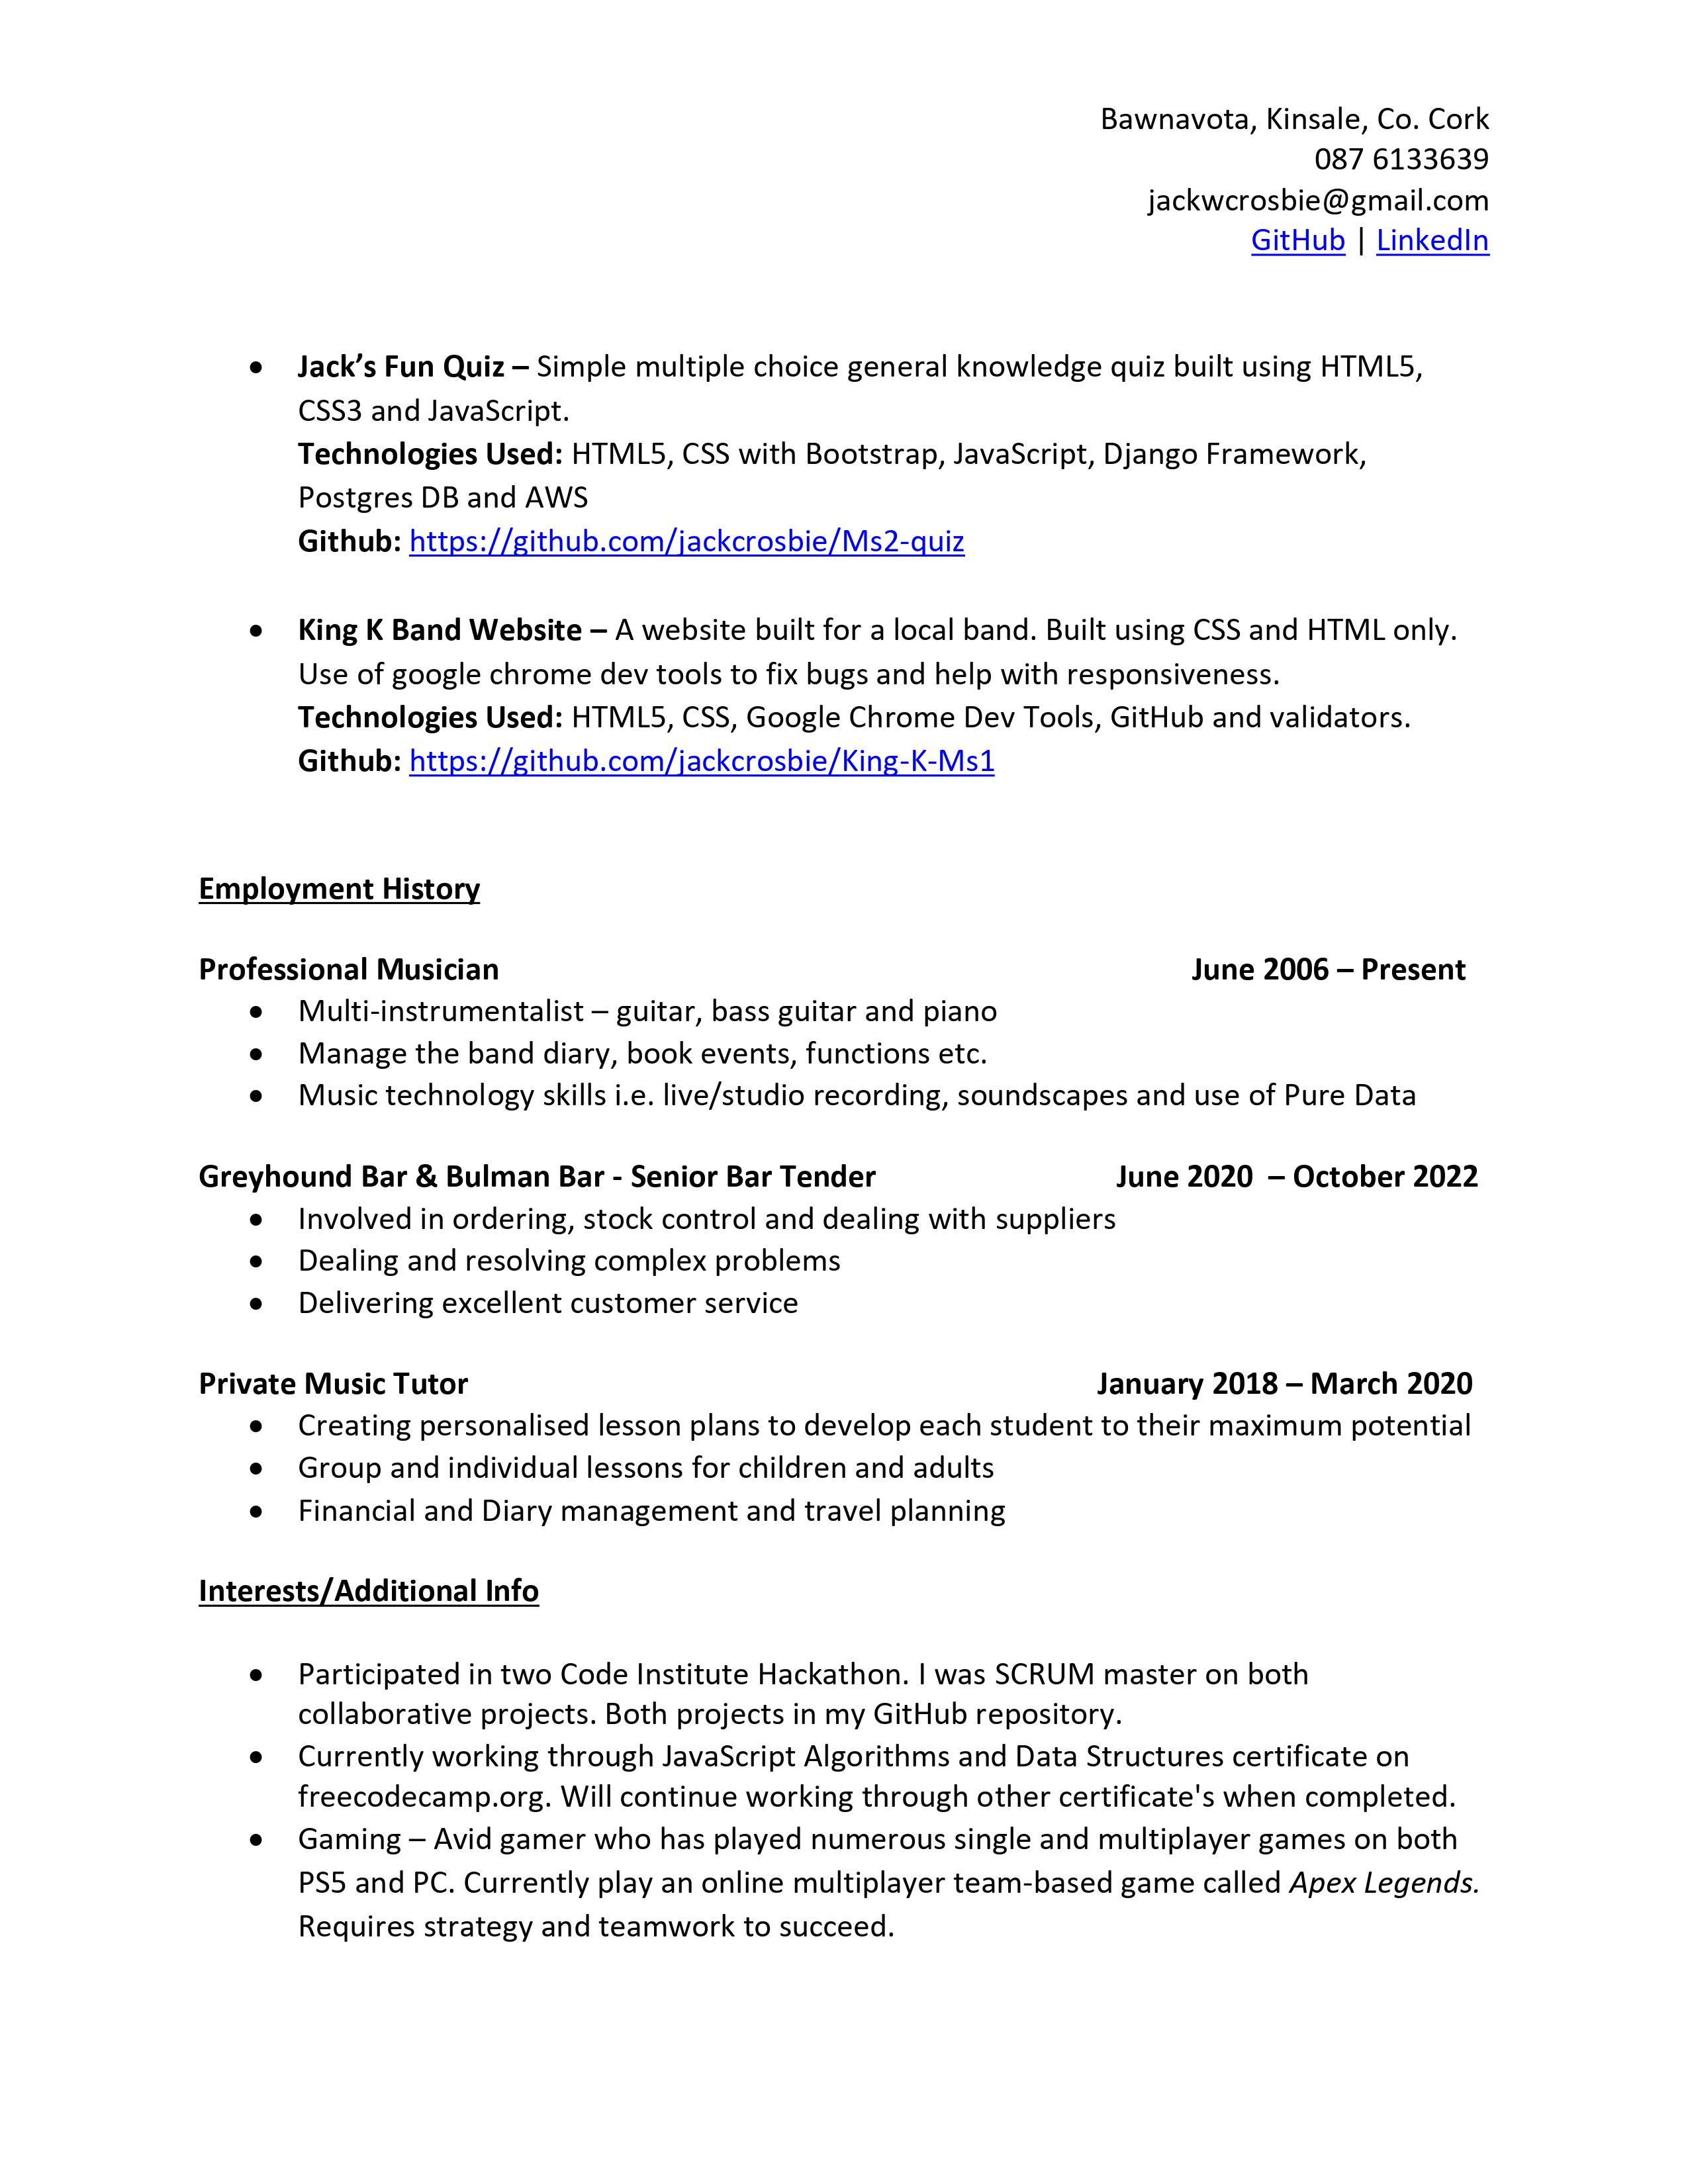 Bawnavota, Kinsale, Co. Cork
087 6133639
jackwcrosbie@gmail.com
GitHub | LinkedIn
• Jack’s Fun Quiz – Simple multiple choice general knowledge quiz built using HTML5,
CSS3 and JavaScript.
Technologies Used: HTML5, CSS with Bootstrap, JavaScript, Django Framework,
Postgres DB and AWS
Github: https://github.com/jackcrosbie/Ms2-quiz
• King K Band Website – A website built for a local band. Built using CSS and HTML only.
Use of google chrome dev tools to fix bugs and help with responsiveness.
Technologies Used: HTML5, CSS, Google Chrome Dev Tools, GitHub and validators.
Github: https://github.com/jackcrosbie/King-K-Ms1
Employment History
Professional Musician June 2006 – Present
• Multi-instrumentalist – guitar, bass guitar and piano
• Manage the band diary, book events, functions etc.
• Music technology skills i.e. live/studio recording, soundscapes and use of Pure Data
Greyhound Bar & Bulman Bar - Senior Bar Tender June 2020 – October 2022
• Involved in ordering, stock control and dealing with suppliers
• Dealing and resolving complex problems
• Delivering excellent customer service
Private Music Tutor January 2018 – March 2020
• Creating personalised lesson plans to develop each student to their maximum potential
• Group and individual lessons for children and adults
• Financial and Diary management and travel planning
Interests/Additional Info
• Participated in two Code Institute Hackathon. I was SCRUM master on both
collaborative projects. Both projects in my GitHub repository.
• Currently working through JavaScript Algorithms and Data Structures certificate on
freecodecamp.org. Will continue working through other certificate's when completed.
• Gaming – Avid gamer who has played numerous single and multiplayer games on both
PS5 and PC. Currently play an online multiplayer team-based game called Apex Legends.
Requires strategy and teamwork to succeed.